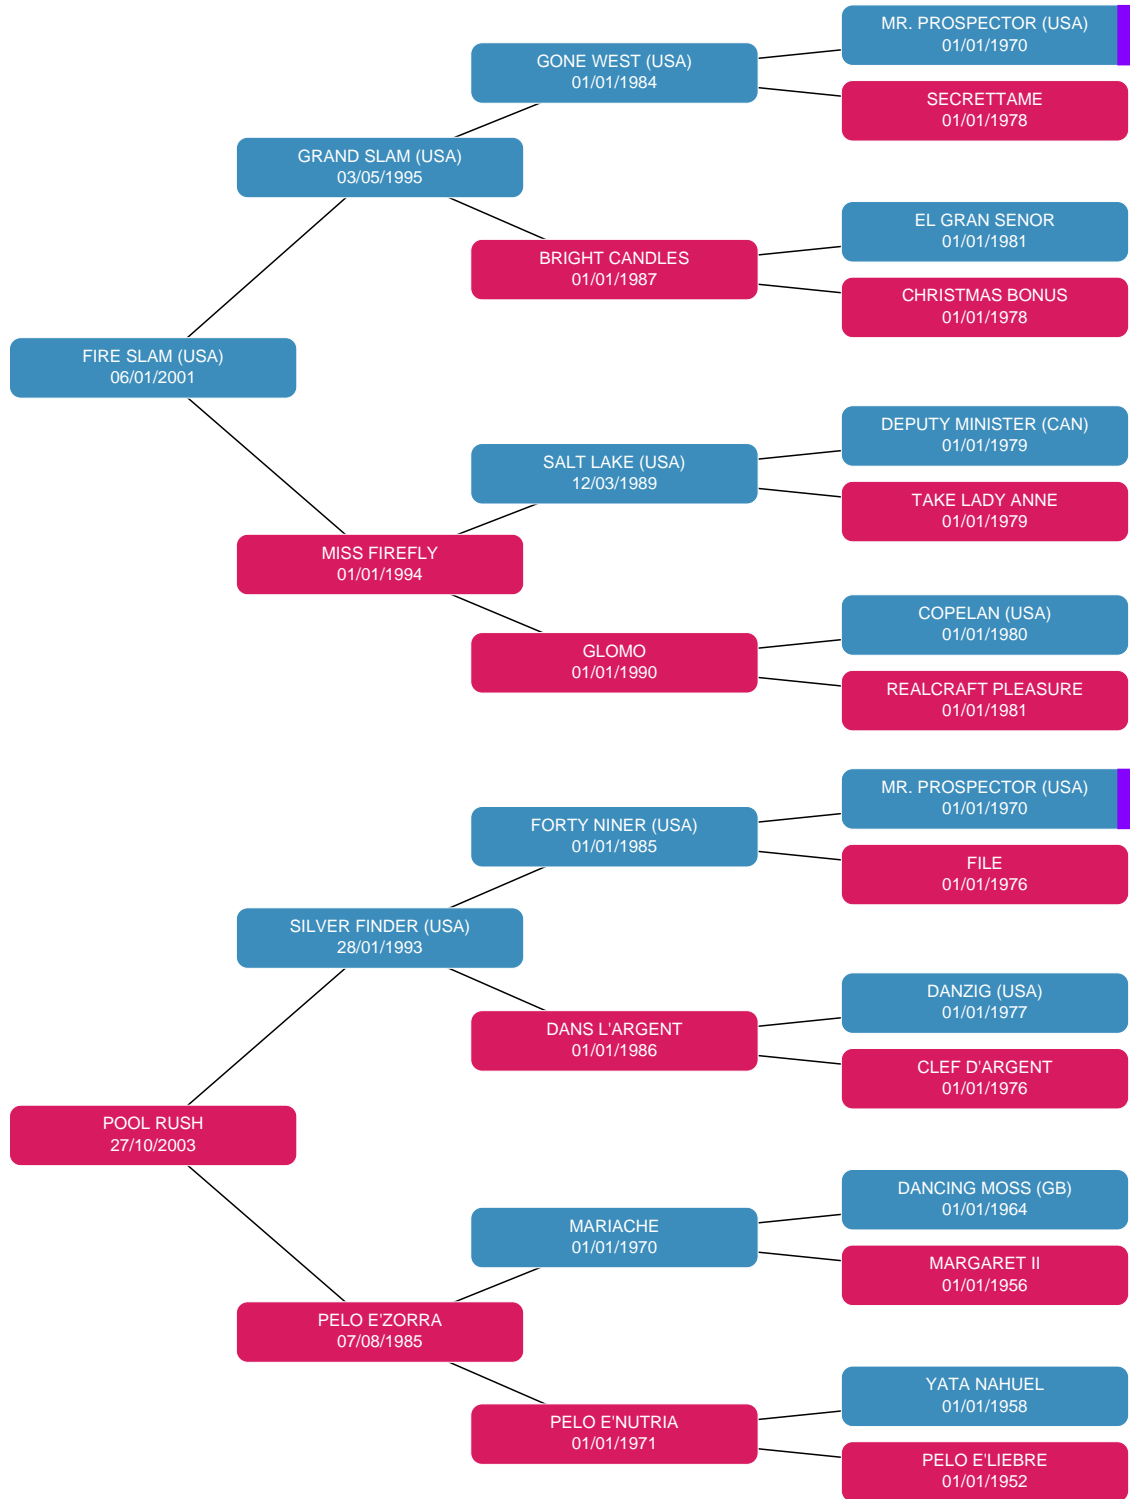 MR. PROSPECTOR (USA)
01/01/1970
GONE WEST (USA)
01/01/1984
SECRETTAME
01/01/1978
GRAND SLAM (USA)
03/05/1995
EL GRAN SENOR
01/01/1981
BRIGHT CANDLES
01/01/1987
CHRISTMAS BONUS
01/01/1978
FIRE SLAM (USA)
06/01/2001
DEPUTY MINISTER (CAN)
01/01/1979
SALT LAKE (USA)
12/03/1989
TAKE LADY ANNE
01/01/1979
MISS FIREFLY
01/01/1994
COPELAN (USA)
01/01/1980
GLOMO
01/01/1990
REALCRAFT PLEASURE
01/01/1981
MR. PROSPECTOR (USA)
01/01/1970
FORTY NINER (USA)
01/01/1985
FILE
01/01/1976
SILVER FINDER (USA)
28/01/1993
DANZIG (USA)
01/01/1977
DANS L'ARGENT
01/01/1986
CLEF D'ARGENT
01/01/1976
POOL RUSH
27/10/2003
DANCING MOSS (GB)
01/01/1964
MARIACHE
01/01/1970
MARGARET II
01/01/1956
PELO E'ZORRA
07/08/1985
YATA NAHUEL
01/01/1958
PELO E'NUTRIA
01/01/1971
PELO E'LIEBRE
01/01/1952